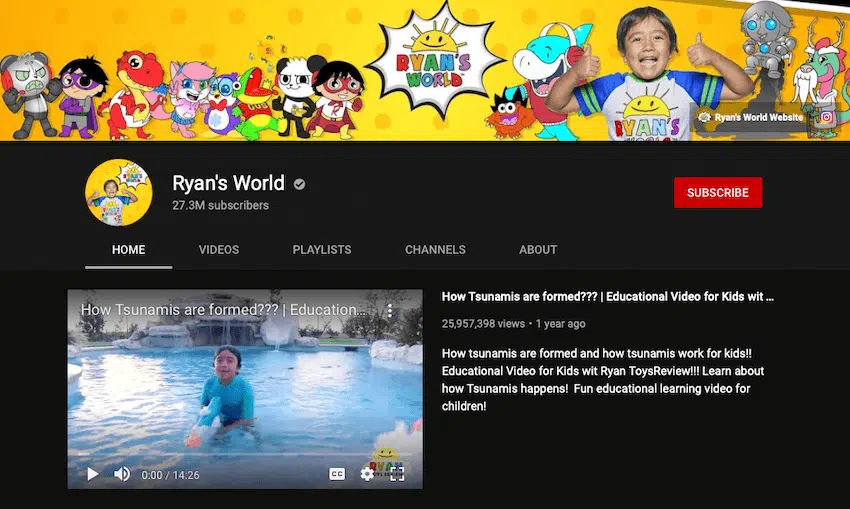 RYAN'S
WORLD
RYAN'S
Ryan's World Website
Ryan's World
27.3M subscribers
SUBSCRIBE
HOME
VIDEOS
PLAYLISTS
CHANNELS
ABOUT
How Tsunamis are formed??? | Education...
How Tsunamis are formed??? | Educational Video for Kids wit ...
25,957,398 views • 1 year ago
How tsunamis are formed and how tsunamis work for kids!!
Educational Video for Kids wit Ryan ToysReview!!! Learn about
how Tsunamis happens! Fun educational learning video for
children!
0:00 / 14:26
CC